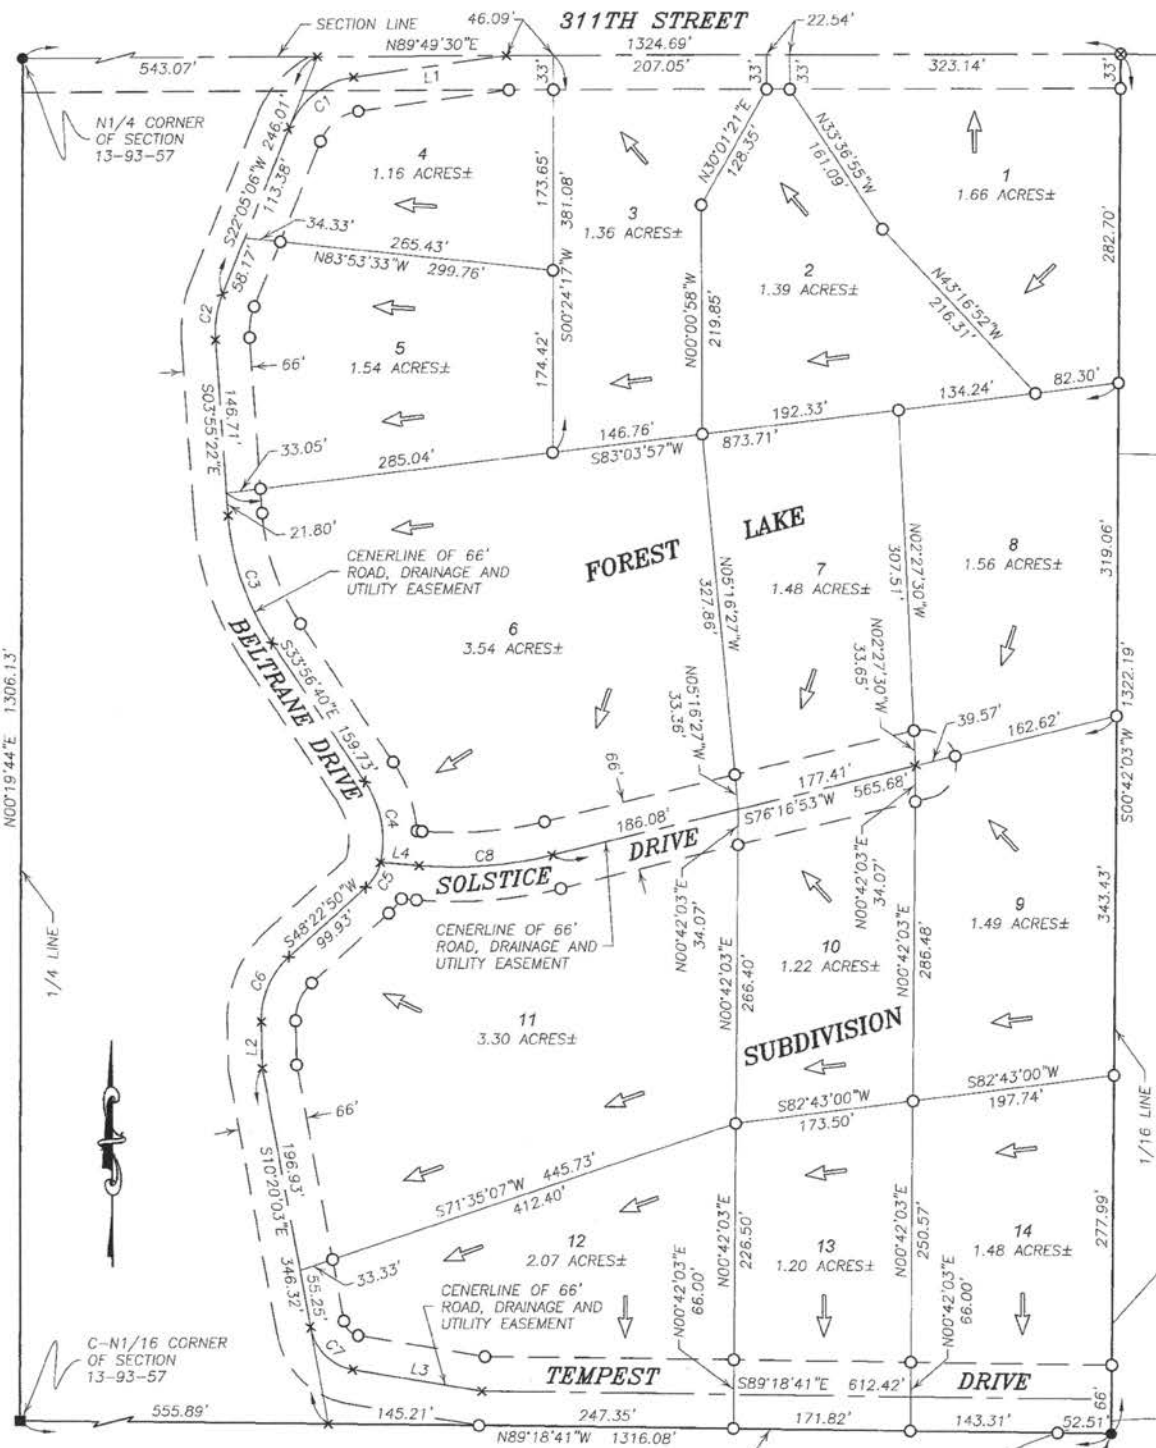 311TH STREET
SECTION LINE
46.09'
22.54'
N89°49'30"E
1324.69'
543.07'
207.05'
323.14'
L1
33'
33'
33'
33'
C1
N1/4 CORNER
OF SECTION
13-93-57
246.01'
S22°05'06"W
113.38'
4
1.16 ACRES±
173.65'
381.08'
N30°01'21"E
128.35'
N33°36'55"W
161.09'
1
1.66 ACRES±
3
1.36 ACRES±
282.70'
34.33'
265.43'
N83°53'33"W
299.76'
58.17'
S00°24'17"W
2
1.39 ACRES±
N43°16'52"W
216.31'
C2
N00°00'58"W
219.85'
5
1.54 ACRES±
66'
174.42'
S03°55'22"E
146.71'
82.30'
134.24'
192.33'
146.76'
873.71'
S83°03'57"W
33.05'
285.04'
21.80'
FOREST
LAKE
CENERLINE OF 66'
ROAD, DRAINAGE AND
UTILITY EASEMENT
C3
N02°27'30"W
307.51'
8
1.56 ACRES±
319.06'
N05°16'27"W
327.86'
7
1.48 ACRES±
6
3.54 ACRES±
BELTRANE DRIVE
S33°56'40"E
159.73'
N00°19'44"E 1306.13'
N02°27'30"W
33.65'
N05°16'27"W
33.36'
S00°42'03"W
1322.19'
39.57'
162.62'
66'
177.41'
S76°16'53"W
565.68'
186.08'
C4
L4
C8
C5
DRIVE
SOLSTICE
N00°42'03"E
34.07'
N00°42'03"E
34.07'
S48°22'50"W
99.93'
CENERLINE OF 66'
ROAD, DRAINAGE AND
UTILITY EASEMENT
1/4 LINE
C6
9
1.49 ACRES±
343.43'
10
1.22 ACRES±
N00°42'03"E
286.48'
N00°42'03"E
266.40'
11
3.30 ACRES±
SUBDIVISION
L2
S82°43'00"W
173.50'
S82°43'00"W
197.74'
1/16 LINE
66'
S10°20'03"E
196.93'
346.32'
S71°35'07"W
445.73'
412.40'
N00°42'03"E
226.50'
N00°42'03"E
250.57'
12
2.07 ACRES±
13
1.20 ACRES±
14
1.48 ACRES±
277.99'
33.33'
55.25'
CENERLINE OF 66'
ROAD, DRAINAGE AND
UTILITY EASEMENT
N00°42'03"E
66.00'
N00°42'03"E
66.00'
C-N1/16 CORNER
OF SECTION
13-93-57
C7
L3
TEMPEST
S89°18'41"E
612.42'
DRIVE
66'
555.89'
145.21'
247.35'
171.82'
143.31'
52.51'
N89°18'41"W 1316.08'